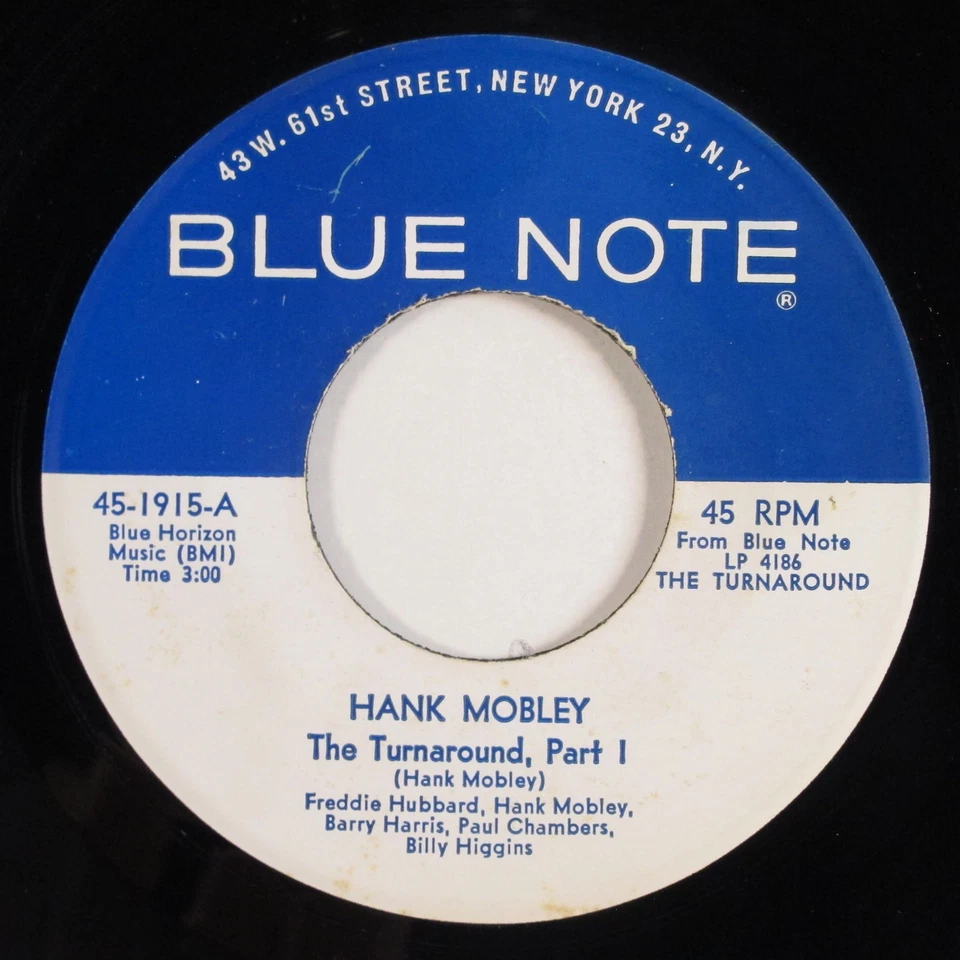 43 W. 61st STREET, NEW YORK 23, N.Y.
BLUE NOTE
®
45-1915-A
Blue Horizon
Music (BMI)
Time 3:00
45 RPM
From Blue Note
LP 4186
THE TURNAROUND
HANK MOBLEY
The Turnaround, Part I
(Hank Mobley)
Freddie Hubbard, Hank Mobley,
Barry Harris, Paul Chambers,
Billy Higgins